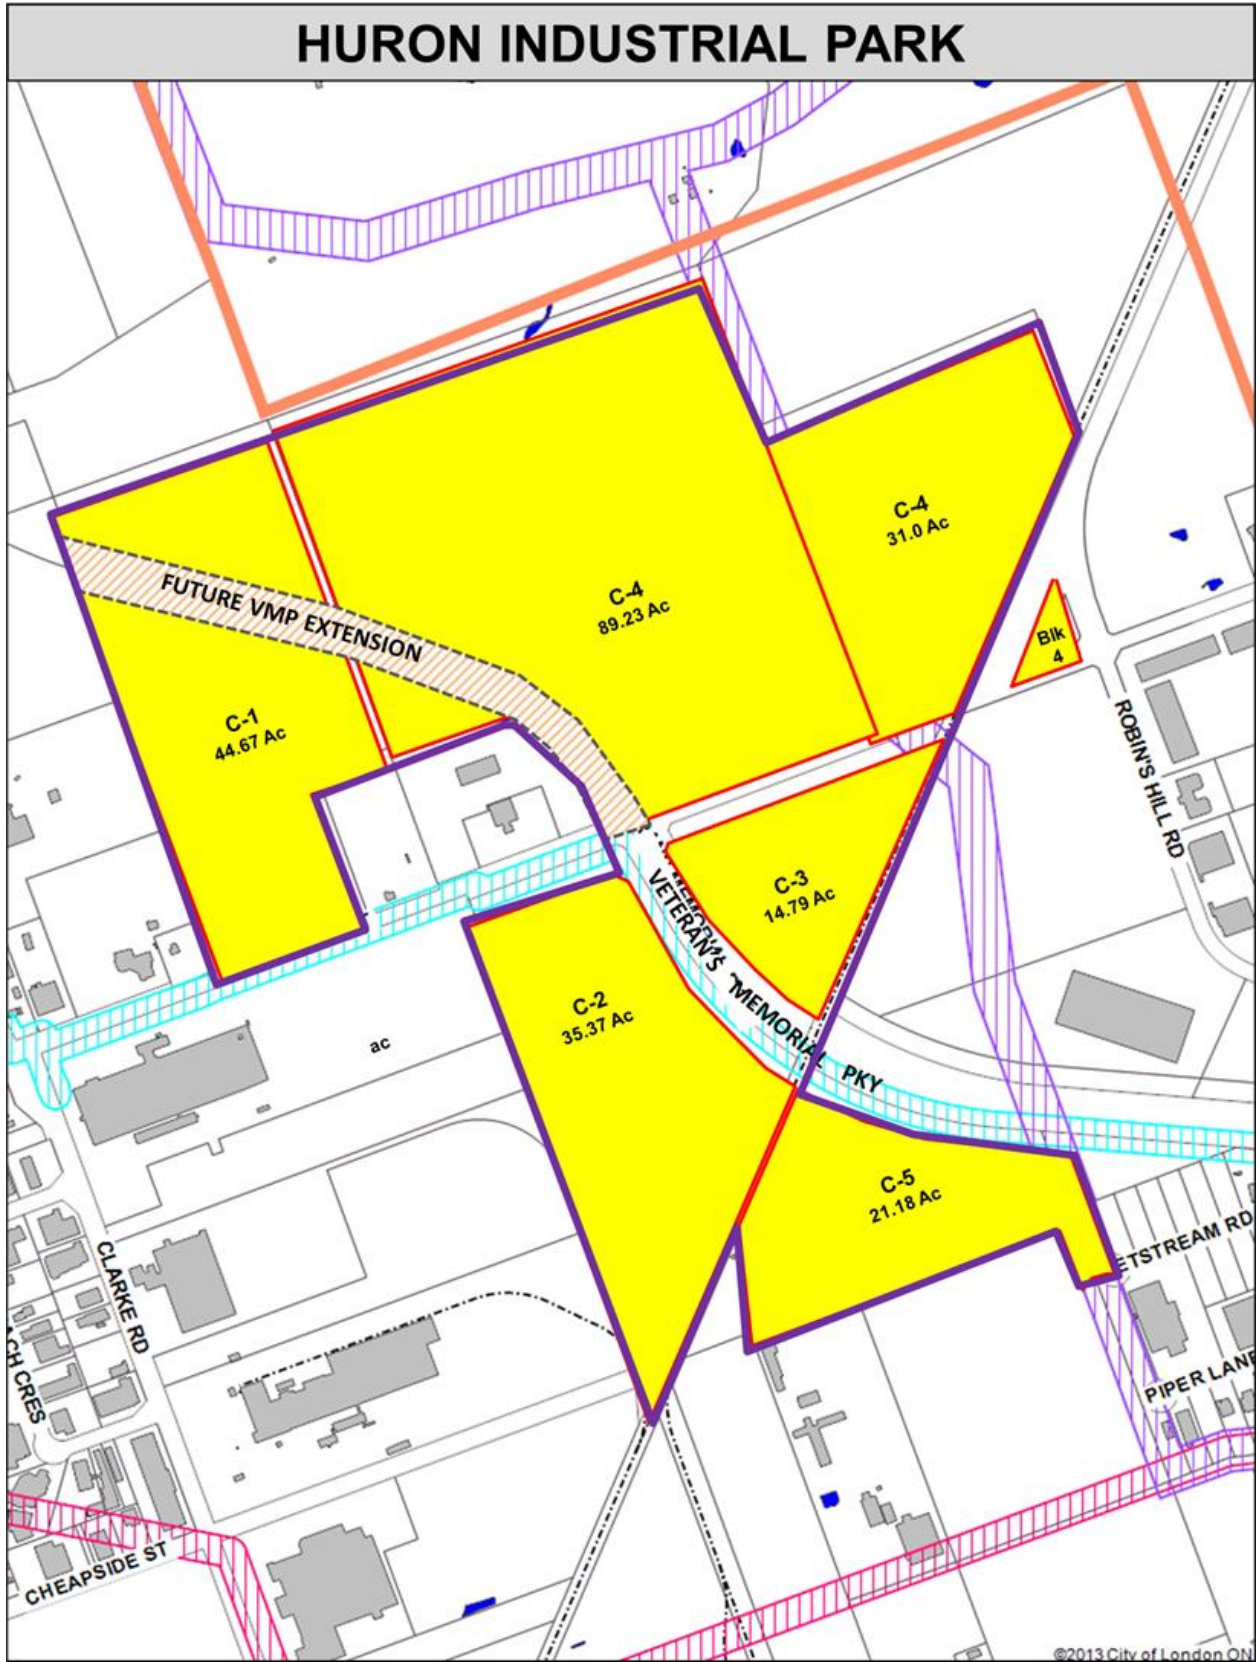 HURON INDUSTRIAL PARK
C-4
31.0 Ac
FUTURE VMP EXTENSION
C-4
89.23 Ac
Blk
4
C-1
44.67 Ac
ROBIN'S HILL RD
C-3
14.79 Ac
VETERAN'S MEMORIAL PKY
C-2
35.37 Ac
ac
C-5
21.18 Ac
ETSTREAM RD
CLARKE RD
ACH CRES
PIPER LANE
CHEAPSIDE ST
©2013 City of London ON